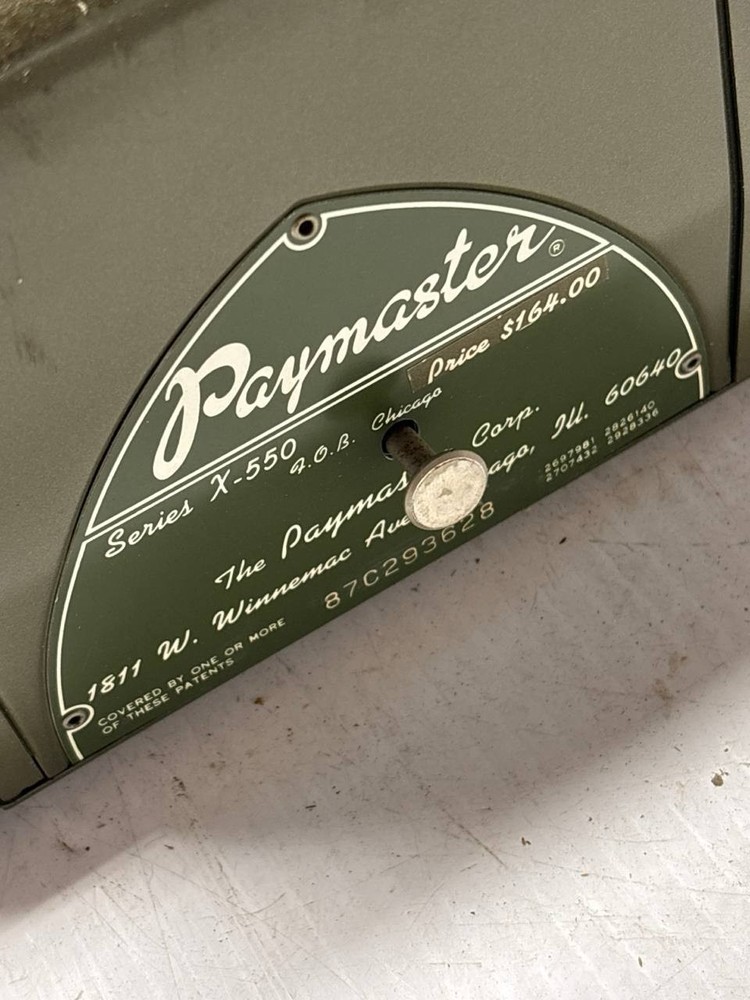 Paymaster ®
Price $164.00
Series X-550
F.O.B. Chicago
The Paymas Corp.
1811 W. Winnemac Ave ago, Ill. 60640
87C293628
COVERED BY ONE OR MORE
OF THESE PATENTS
2697981 2826140
2707432 2928336